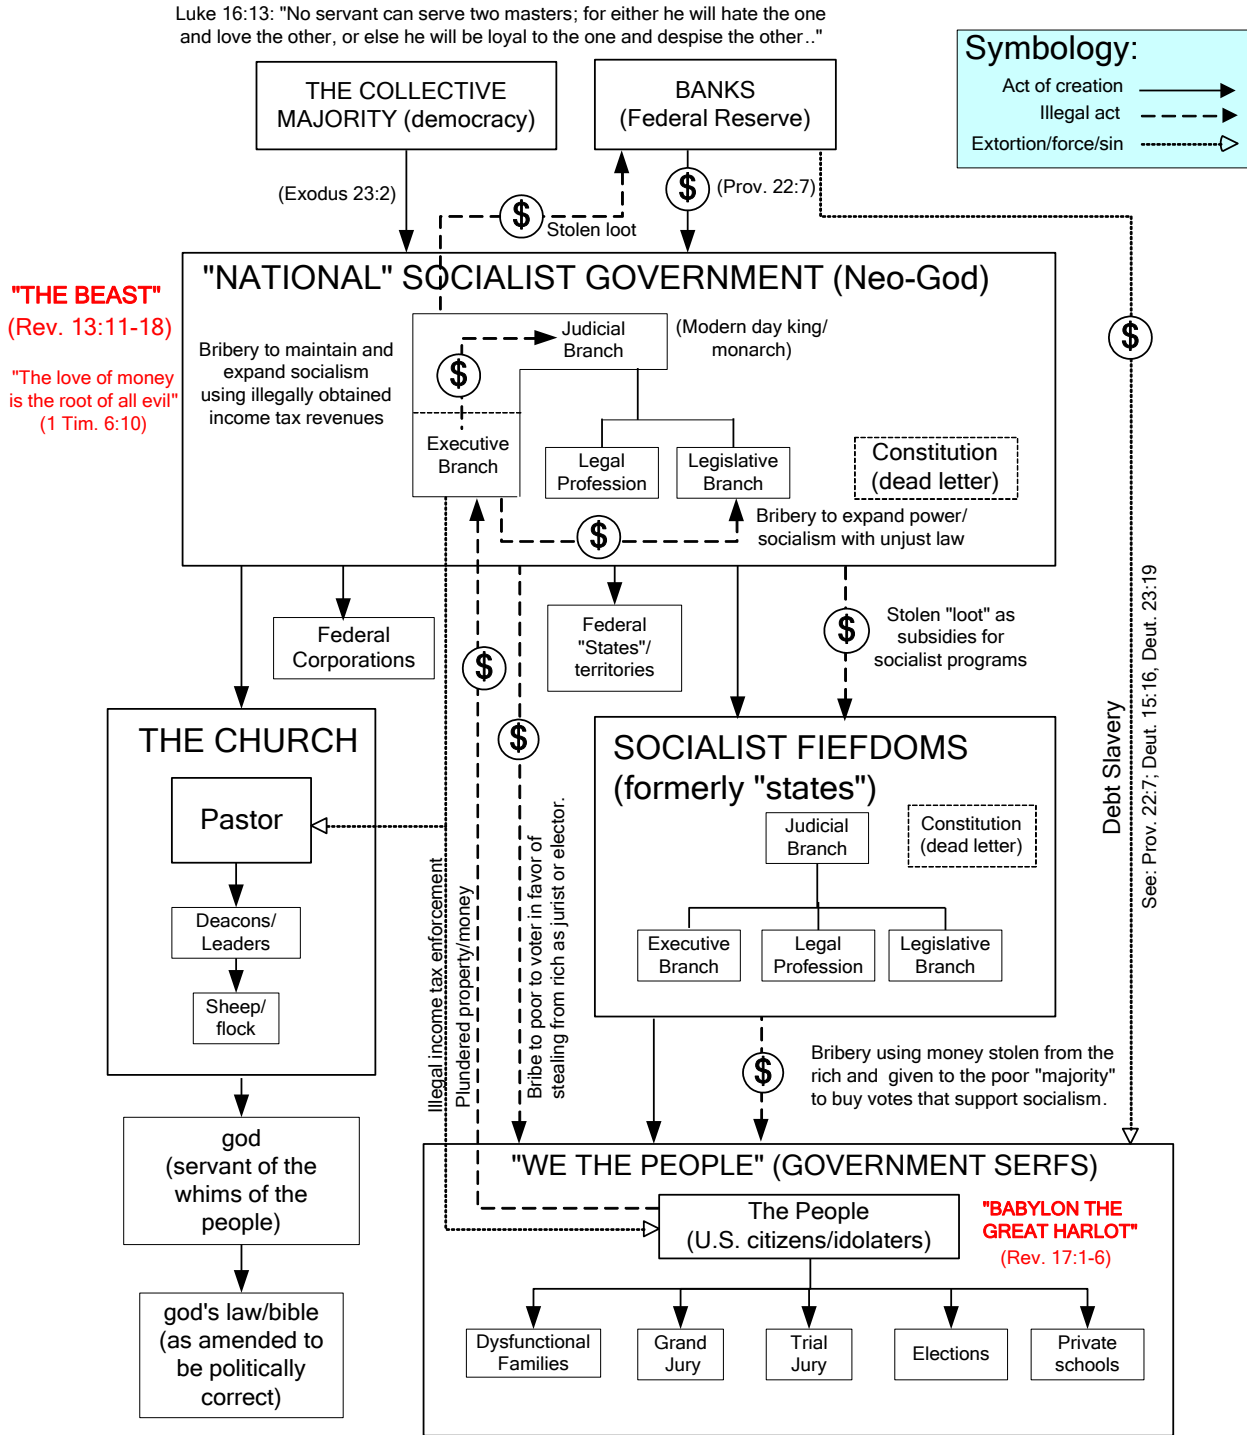 Luke 16:13: "No servant can serve two masters; for either he will hate the one
and love the other, or else he will be loyal to the one and despise the other.."
Symbology:
Act of creation
Illegal act
Extortion/force/sin
THE COLLECTIVE
MAJORITY (democracy)
BANKS
(Federal Reserve)
(Exodus 23:2)
$
Stolen loot
$
(Prov. 22:7)
"NATIONAL" SOCIALIST GOVERNMENT (Neo-God)
"THE BEAST"
(Rev. 13:11-18)
"The love of money
is the root of all evil"
(1 Tim. 6:10)
Bribery to maintain and
expand socialism
using illegally obtained
income tax revenues
$
Judicial
Branch
(Modern day king/
monarch)
$
Executive
Branch
Legal
Profession
Legislative
Branch
Constitution
(dead letter)
$
Bribery to expand power/
socialism with unjust law
Federal
Corporations
Federal
"States"/
territories
$
Stolen "loot" as
subsidies for
socialist programs
$
$
Debt Slavery
See: Prov. 22:7; Deut. 15:16, Deut. 23:19
THE CHURCH
Pastor
Deacons/
Leaders
Sheep/
flock
Illegal income tax enforcement
Plundered property/money
Bribe to poor to voter in favor of
stealing from rich as jurist or elector.
SOCIALIST FIEFDOMS
(formerly "states")
Judicial
Branch
Constitution
(dead letter)
Executive
Branch
Legal
Profession
Legislative
Branch
$
Bribery using money stolen from the
rich and given to the poor "majority"
to buy votes that support socialism.
god
(servant of the
whims of the
people)
god's law/bible
(as amended to
be politically
correct)
"WE THE PEOPLE" (GOVERNMENT SERFS)
The People
(U.S. citizens/idolaters)
"BABYLON THE
GREAT HARLOT"
(Rev. 17:1-6)
Dysfunctional
Families
Grand
Jury
Trial
Jury
Elections
Private
schools